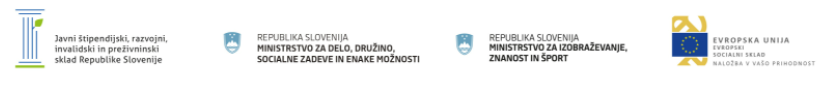 Javni štipendijski, razvojni,
invalidski in preživninski
sklad Republike Slovenije
REPUBLIKA SLOVENIJA
MINISTRSTVO ZA DELO, DRUŽINO,
SOCIALNE ZADEVE IN ENAKE MOŽNOSTI
REPUBLIKA SLOVENIJA
MINISTRSTVO ZA IZOBRAŽEVANJE,
ZNANOST IN ŠPORT
EVROPSKA UNIJA
EVROPSKI
SOCIALNI SKLAD
NALOŽBA V VAŠO PRIHODNOST